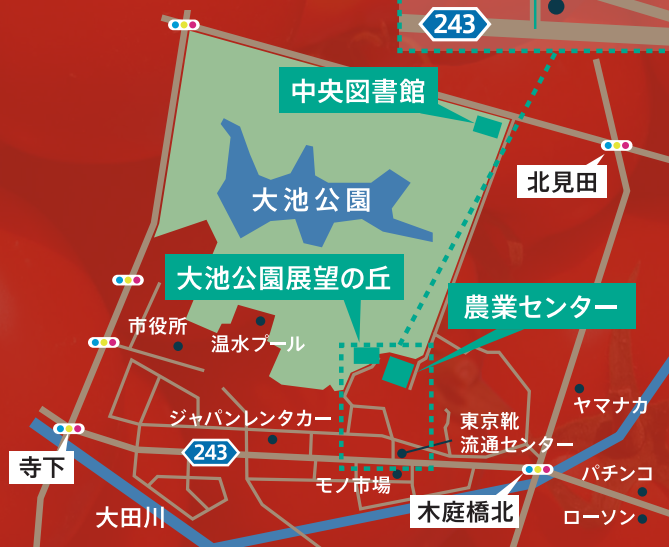 243
中央図書館
北見田
大池公園
大池公園展望の丘
農業センター
市役所
温水プール
ヤマナカ
ジャパンレンタカー
東京靴
流通センター
243
寺下
モノ市場
パチンコ
木庭橋北
ローソン
大田川